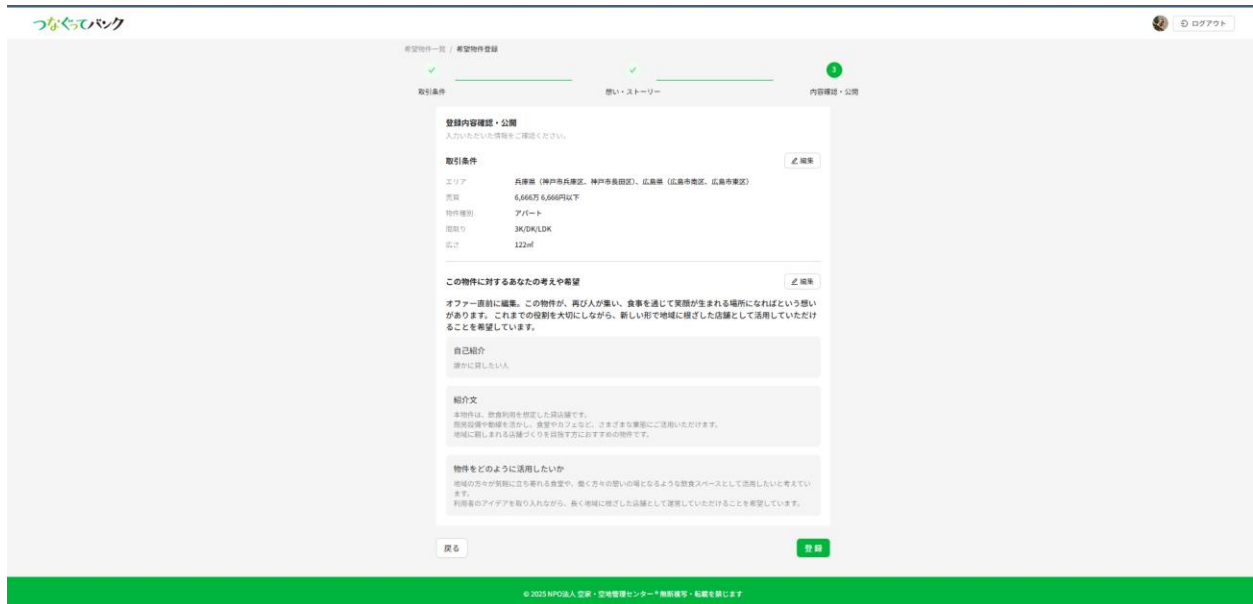 つなぐってバンク
ログアウト
希望物件一覧 / 希望物件登録
3
取引条件
想い・ストーリー
内容確認・公開
登録内容確認・公開
入力いただいた情報をご確認ください。
取引条件
編集
エリア 兵庫県（神戸市兵庫区、神戸市長田区）、広島県（広島市南区、広島市東区）
売買 6,666万 6,666円以下
物件種別 アパート
間取り 3K/DK/LDK
広さ 122㎡
この物件に対するあなたの考えや希望
編集
オファー直前に編集。この物件が、再び人が集い、食事を通じて笑顔が生まれる場所になればという想い
があります。 これまでの役割を大切にしながら、新しい形で地域に根ざした店舗として活用していただけ
ることを希望しています。
自己紹介
誰かに貸したい人
紹介文
本物件は、飲食利用を想定した貸店舗です。
厨房設備や動線を活かし、食堂やカフェなど、さまざまな業態にご活用いただけます。
地域に親しまれる店舗づくりを目指す方におすすめの物件です。
物件をどのように活用したいか
地域の方々が気軽に立ち寄れる食堂や、働く方々の憩いの場となるような飲食スペースとして活用したいと考えてい
ます。
利用者のアイデアを取り入れながら、長く地域に根ざした店舗として運営していただけることを希望しています。
戻る
登録
© 2025 NPO法人 空家・空地管理センター ® 無断複写・転載を禁じます